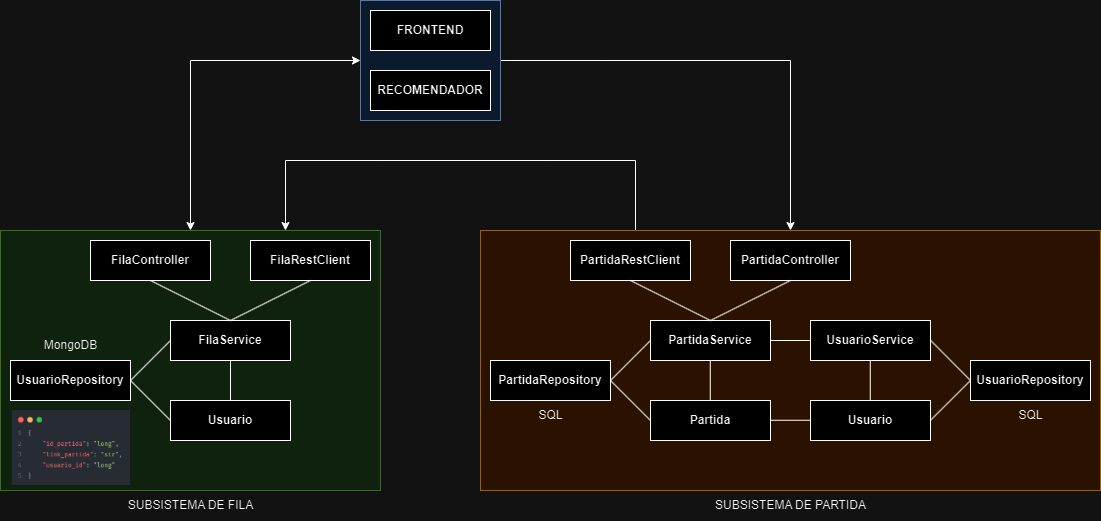 FRONTEND
RECOMENDADOR
FilaController
FilaRestClient
FilaService
MongoDB
UsuarioRepository
Usuario
1 {
2 "id_partida": "long",
3 "link_partida": "str",
4 "usuario_id": "long"
5 }
SUBSISTEMA DE FILA
PartidaRestClient
PartidaController
PartidaService
UsuarioService
PartidaRepository
UsuarioRepository
SQL
Partida
Usuario
SQL
SUBSISTEMA DE PARTIDA